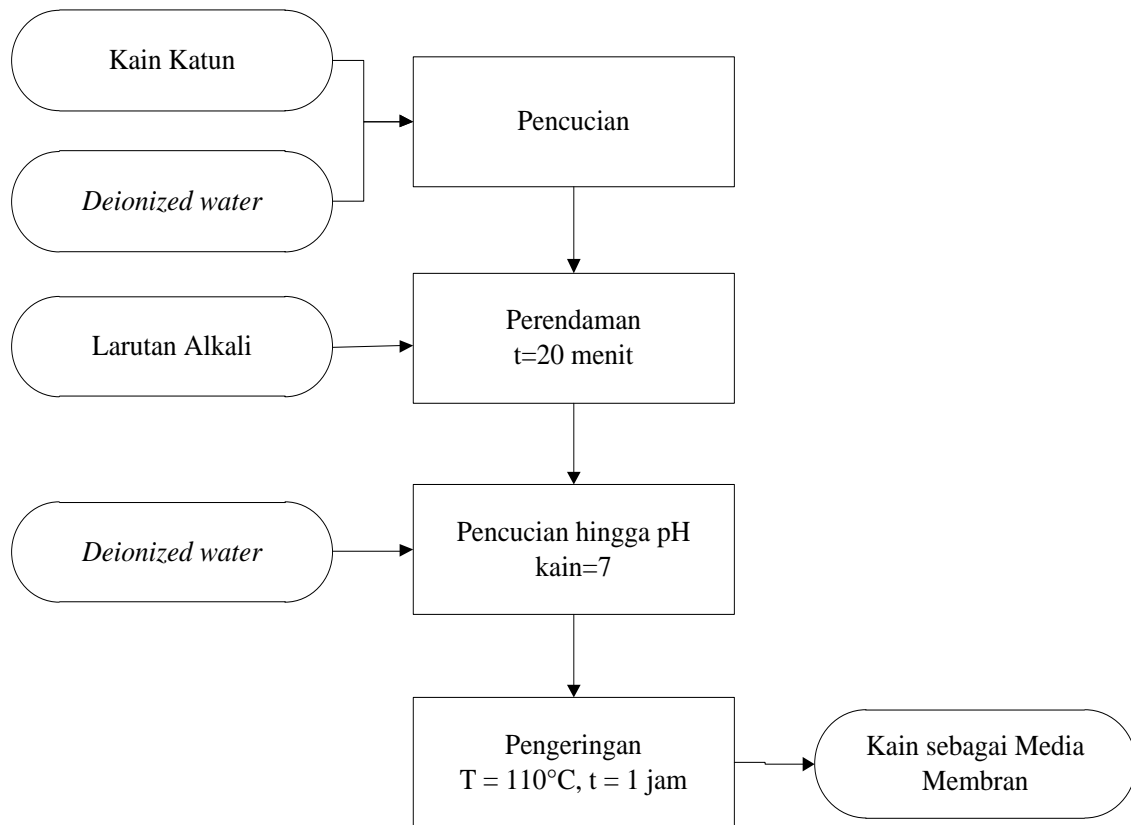 Kain Katun
Pencucian
Deionized water
Larutan Alkali
Perendaman
t=20 menit
Deionized water
Pencucian hingga pH
kain=7
Pengeringan
T = 110°C, t = 1 jam
Kain sebagai Media
Membran